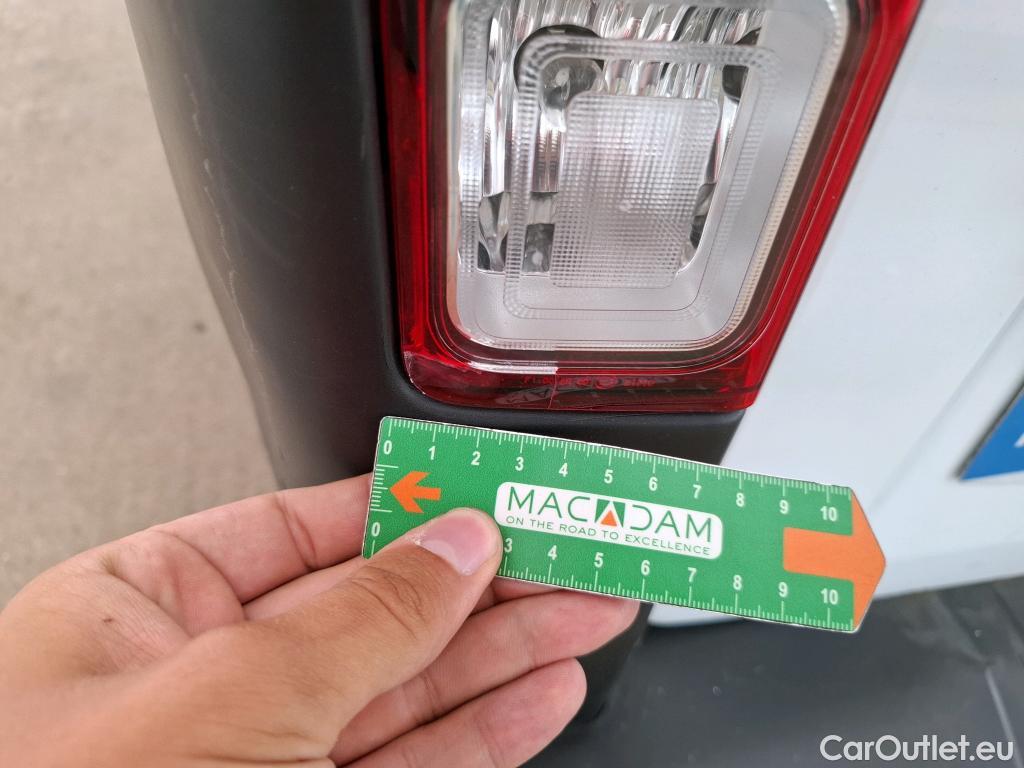 0 1 2 3 4 5 6 7 8 9 10
MACADAM
ON THE ROAD TO EXCELLENCE
0 3 4 5 6 7 8 9 10
CarOutlet.eu